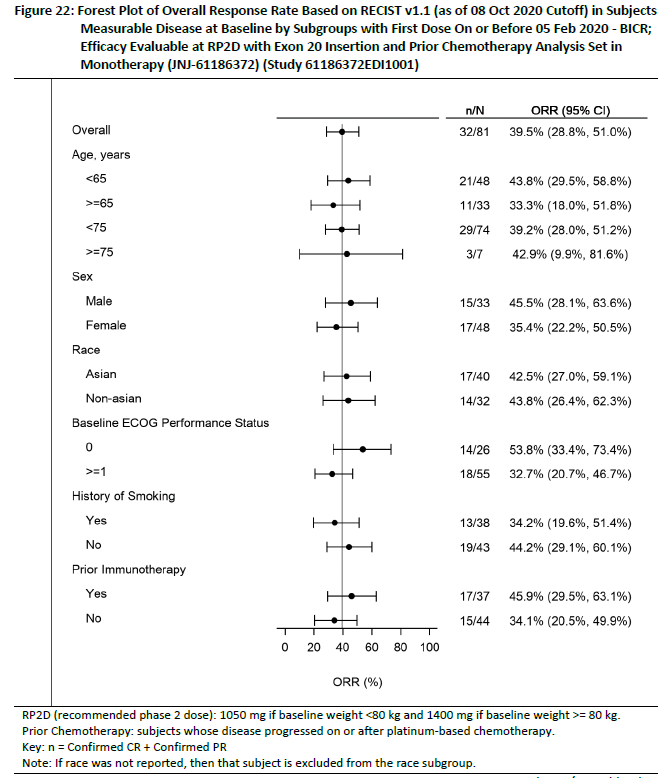 Figure 22: Forest Plot of Overall Response Rate Based on RECIST v1.1 (as of 08 Oct 2020 Cutoff) in Subjects
Measurable Disease at Baseline by Subgroups with First Dose On or Before 05 Feb 2020 - BICR;
Efficacy Evaluable at RP2D with Exon 20 Insertion and Prior Chemotherapy Analysis Set in
Monotherapy (JNJ-61186372) (Study 61186372EDI1001)
n/N ORR (95% CI)
Overall 32/81 39.5% (28.8%, 51.0%)
Age, years
<65 21/48 43.8% (29.5%, 58.8%)
>=65 11/33 33.3% (18.0%, 51.8%)
<75 29/74 39.2% (28.0%, 51.2%)
>=75 3/7 42.9% (9.9%, 81.6%)
Sex
Male 15/33 45.5% (28.1%, 63.6%)
Female 17/48 35.4% (22.2%, 50.5%)
Race
Asian 17/40 42.5% (27.0%, 59.1%)
Non-asian 14/32 43.8% (26.4%, 62.3%)
Baseline ECOG Performance Status
0 14/26 53.8% (33.4%, 73.4%)
>=1 18/55 32.7% (20.7%, 46.7%)
History of Smoking
Yes 13/38 34.2% (19.6%, 51.4%)
No 19/43 44.2% (29.1%, 60.1%)
Prior Immunotherapy
Yes 17/37 45.9% (29.5%, 63.1%)
No 15/44 34.1% (20.5%, 49.9%)
0 20 40 60 80 100
ORR (%)
RP2D (recommended phase 2 dose): 1050 mg if baseline weight <80 kg and 1400 mg if baseline weight >= 80 kg.
Prior Chemotherapy: subjects whose disease progressed on or after platinum-based chemotherapy.
Key: n = Confirmed CR + Confirmed PR
Note: If race was not reported, then that subject is excluded from the race subgroup.